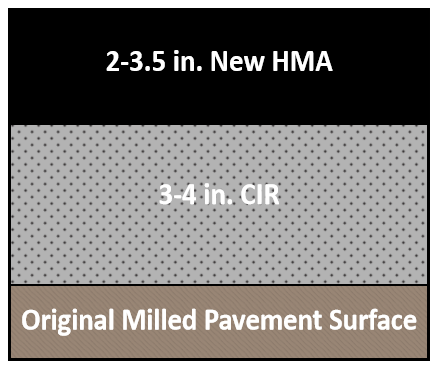 2-3.5 in. New HMA
3-4 in. CIR
Original Milled Pavement Surface